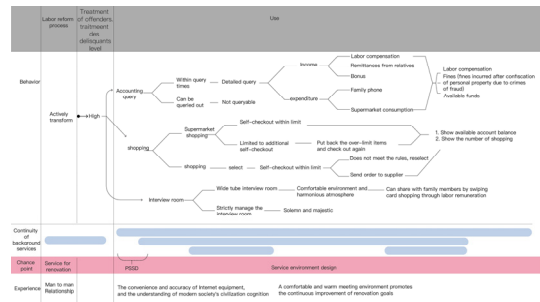 Labor reform
process
Treatment
of offenders,
traitmeent
des
delisquants
level
Use
Behavior
Actively
transform
High
Accounting
query
Within query
times
Detailed query
Income
Labor compensation
Remittances from relatives
Bonus
expenditure
Family phone
Supermarket consumption
Labor compensation
Fines (fines incurred after confiscation
of personal property due to crimes
of fraud)
Available funds
Can be
queried out
Not queryable
shopping
Supermarket
shopping
Self-checkout within limit
Limited to additional
self-checkout
Put back the over-limit items
and check out again
1. Show available account balance
2. Show the number of shopping
shopping
select
Self-checkout within limit
Does not meet the rules, reselect
Send order to supplier
Interview room
Wide tube interview room
Comfortable environment and
harmonious atmosphere
Can share with family members by swiping
card shopping through labor remuneration
Strictly manage the
interview room
Solemn and majestic
Continuity
of
background
services
Chance
point
Service for
renovation
PSSD
Service environment design
Experience
Man to man
Relationship
The convenience and accuracy of Internet equipment,
and the understanding of modern society's civilization cognition
A comfortable and warm meeting environment promotes
the continuous improvement of renovation goals